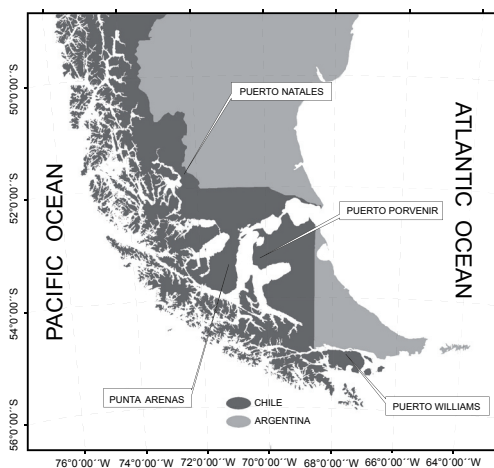 50°0'0''S
52°0'0''S
54°0'0''S
56°0'0''S
PACIFIC OCEAN
ATLANTIC OCEAN
PUERTO NATALES
PUERTO PORVENIR
PUNTA ARENAS
PUERTO WILLIAMS
CHILE
ARGENTINA
76°0'0''W 74°0'0''W 72°0'0''W 70°0'0''W 68°0'0''W 66°0'0''W 64°0'0''W